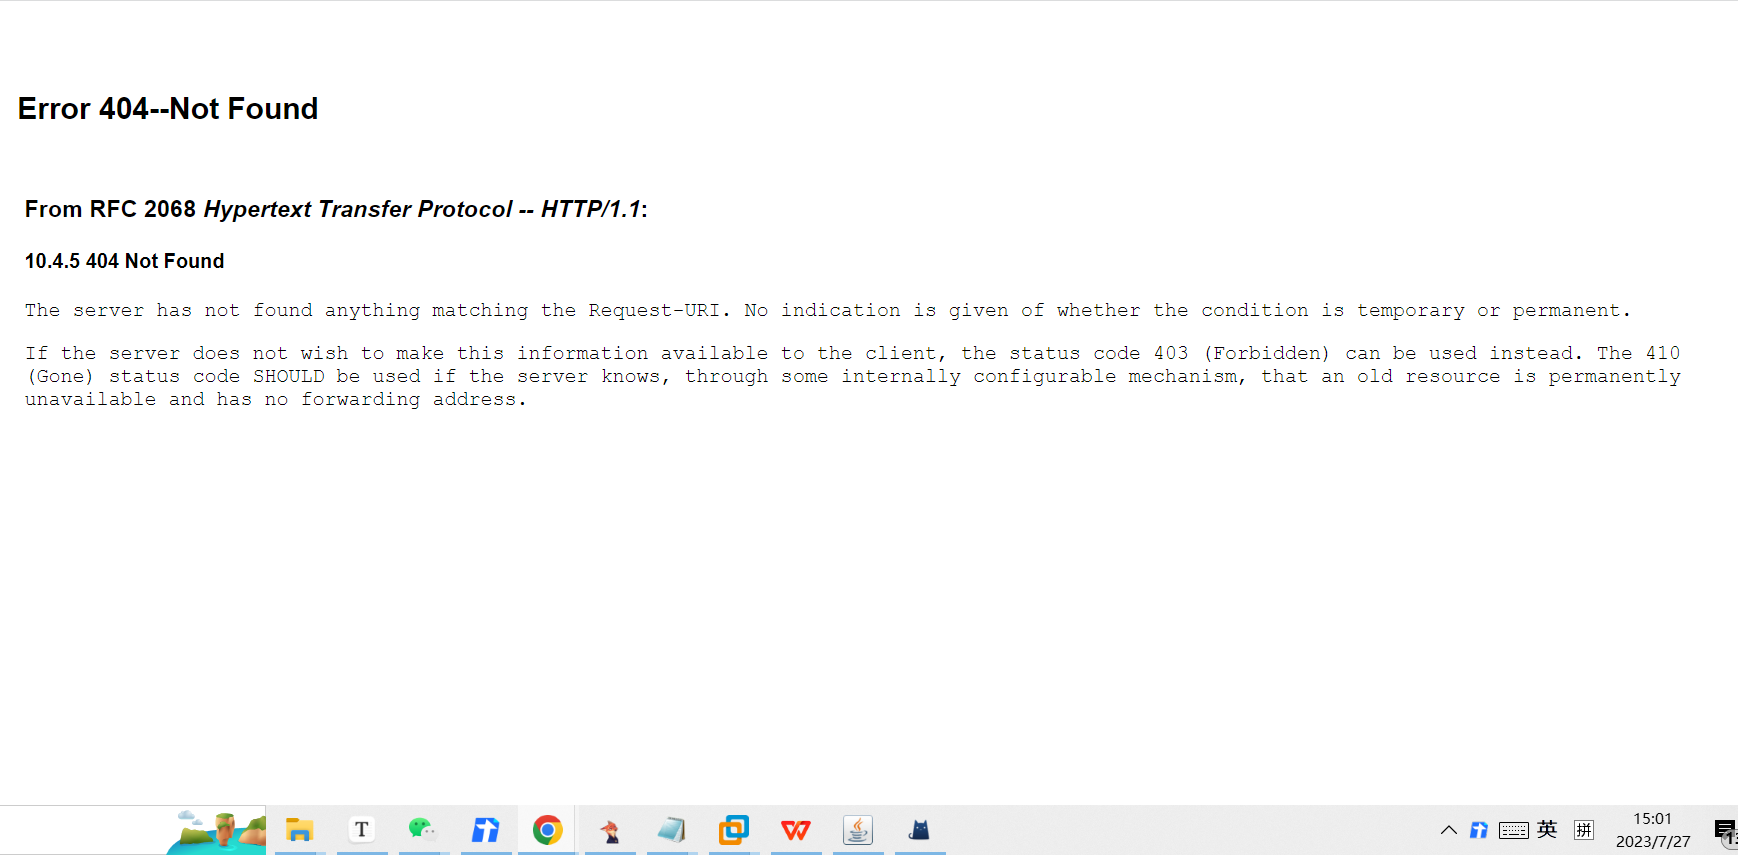 Error 404--Not Found
From RFC 2068 Hypertext Transfer Protocol -- HTTP/1.1:
10.4.5 404 Not Found
The server has not found anything matching the Request-URI. No indication is given of whether the condition is temporary or permanent.
If the server does not wish to make this information available to the client, the status code 403 (Forbidden) can be used instead. The 410
(Gone) status code SHOULD be used if the server knows, through some internally configurable mechanism, that an old resource is permanently
unavailable and has no forwarding address.
T
英
拼
15:01
2023/7/27